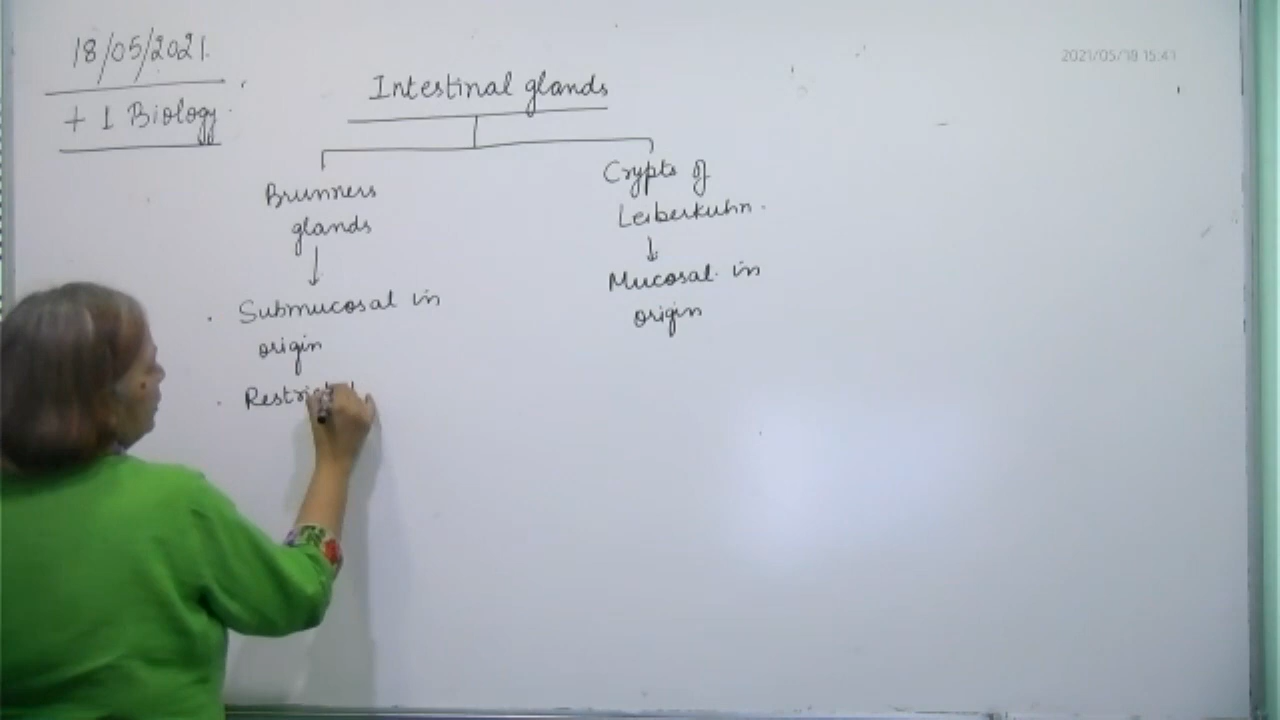 18/05/2021.
+ 1 Biology
2021/05/18 15:41
Intestinal glands
Brunners
glands
Submucosal in
origin
Crypts of
Leiberkuhn.
Mucosal in
origin